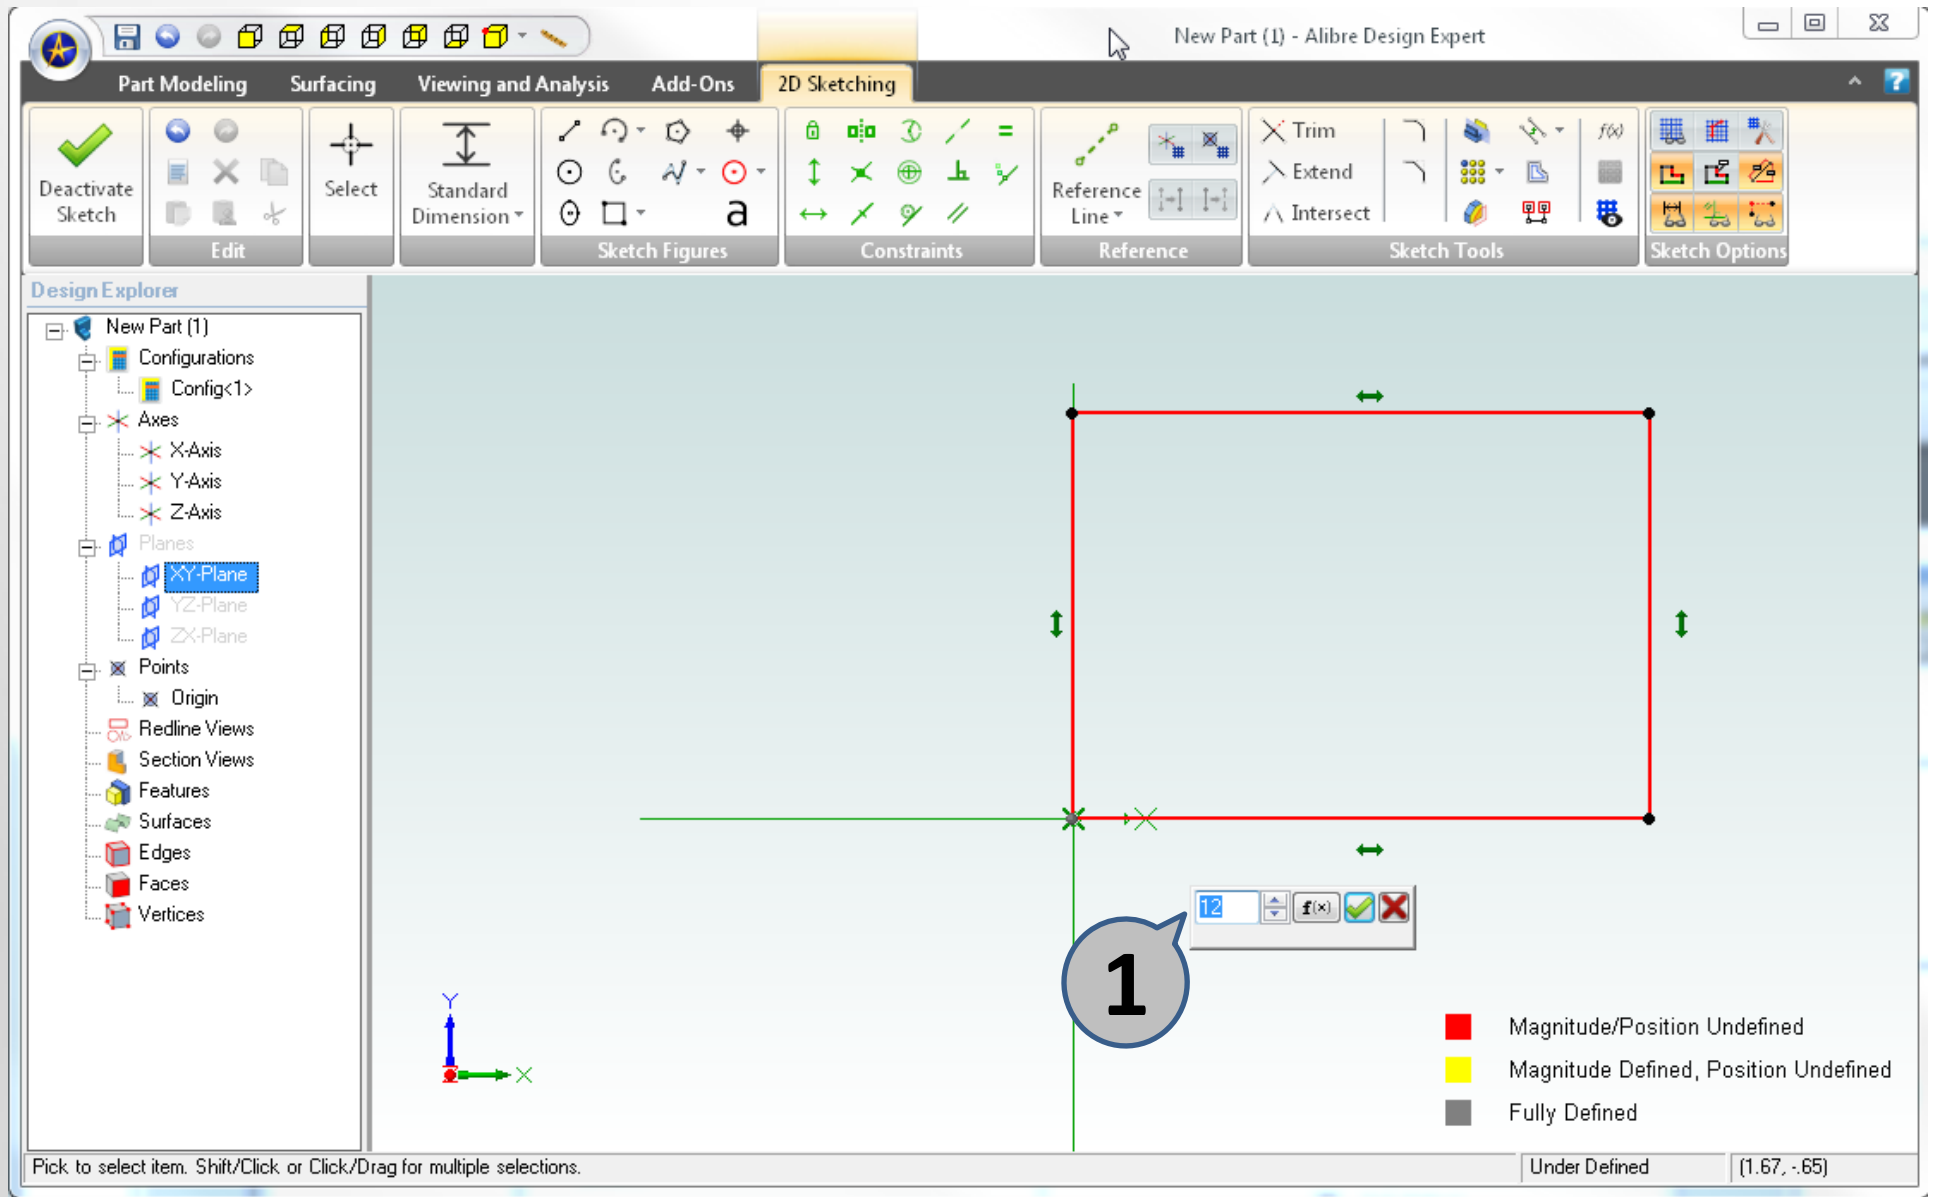 New Part (1) - Alibre Design Expert
Part Modeling Surfacing Viewing and Analysis Add-Ons 2D Sketching
Deactivate Sketch
Edit
Select
Standard Dimension
a
Sketch Figures
Constraints
Reference Line
Reference
Trim
Extend
Intersect
f(x)
Sketch Tools
Sketch Options
Design Explorer
New Part (1)
Configurations
Config<1>
Axes
X-Axis
Y-Axis
Z-Axis
Planes
XY-Plane
YZ-Plane
ZX-Plane
Points
Origin
Redline Views
Section Views
Features
Surfaces
Edges
Faces
Vertices
X
12 f(x)
1
Y
X
Magnitude/Position Undefined
Magnitude Defined, Position Undefined
Fully Defined
Pick to select item. Shift/Click or Click/Drag for multiple selections.
Under Defined
(1.67, -.65)